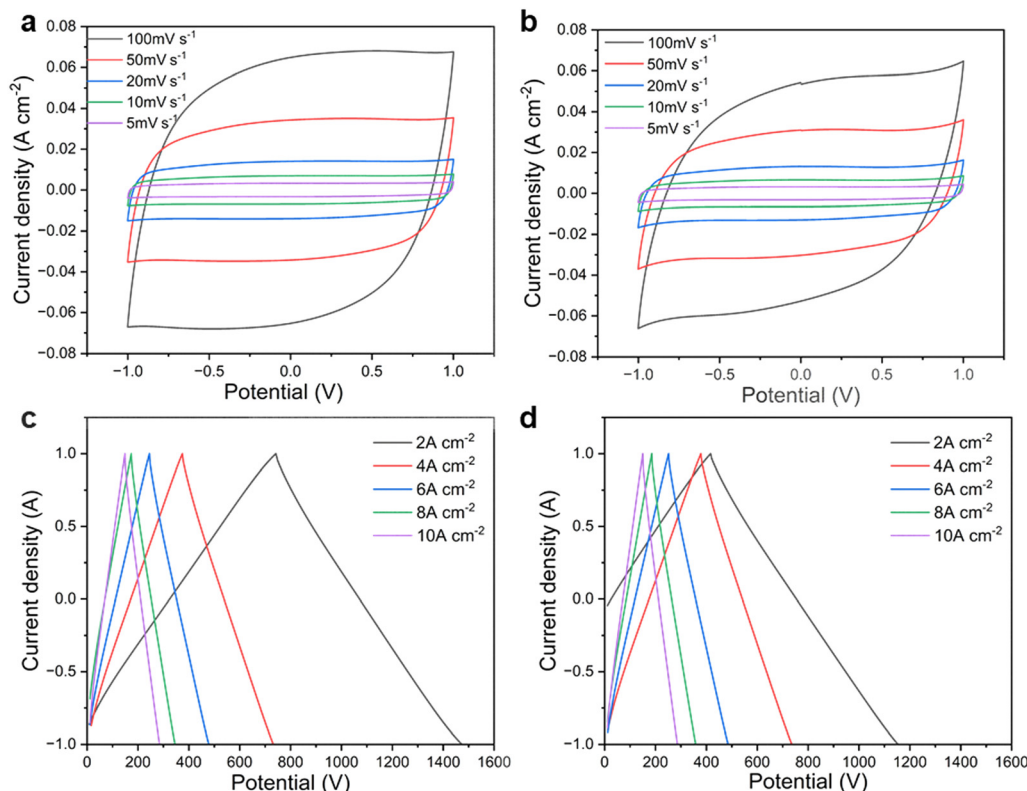 a
100mV s⁻¹
50mV s⁻¹
20mV s⁻¹
10mV s⁻¹
5mV s⁻¹
0.08
0.06
0.04
0.02
0.00
−0.02
−0.04
−0.06
−0.08
Current density (A cm⁻²)
−1.0
−0.5
0.0
0.5
1.0
Potential (V)
b
100mV s⁻¹
50mV s⁻¹
20mV s⁻¹
10mV s⁻¹
5mV s⁻¹
0.08
0.06
0.04
0.02
0.00
−0.02
−0.04
−0.06
−0.08
Current density (A cm⁻²)
−1.0
−0.5
0.0
0.5
1.0
Potential (V)
c
2A cm⁻²
4A cm⁻²
6A cm⁻²
8A cm⁻²
10A cm⁻²
1.0
0.5
0.0
−0.5
−1.0
Current density (A)
0 200 400 600 800 1000 1200 1400 1600
Potential (V)
d
2A cm⁻²
4A cm⁻²
6A cm⁻²
8A cm⁻²
10A cm⁻²
1.0
0.5
0.0
−0.5
−1.0
Current density (A)
0 200 400 600 800 1000 1200 1400 1600
Potential (V)